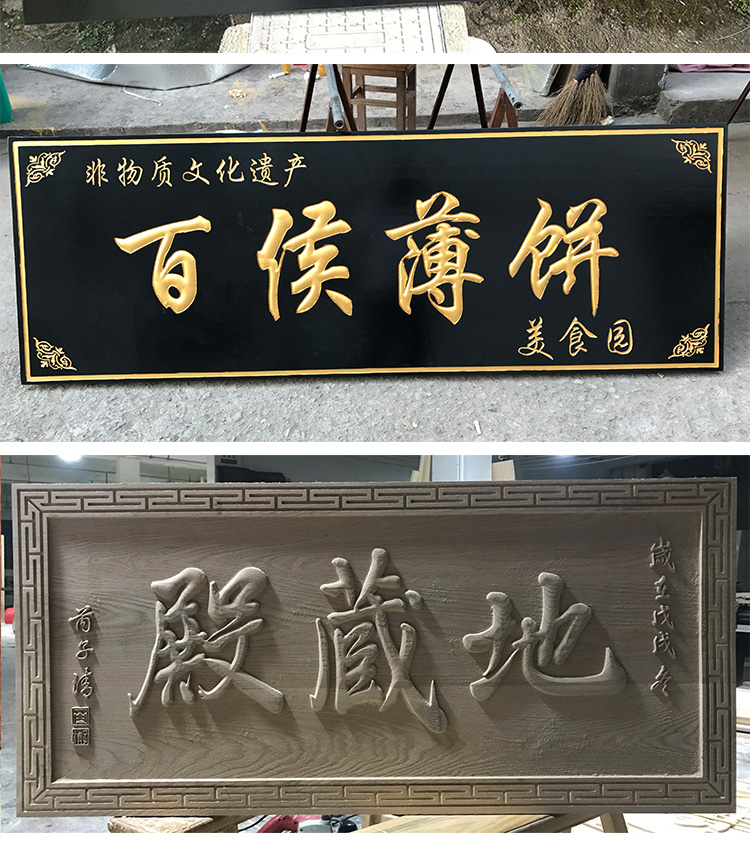 非物质文化遗产
百侯薄饼
美食园
歲在戊戌冬
地藏殿